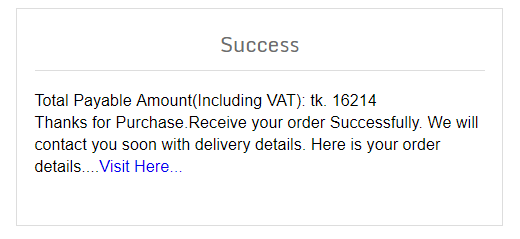 Success
Total Payable Amount(Including VAT): tk. 16214
Thanks for Purchase.Receive your order Successfully. We will
contact you soon with delivery details. Here is your order
details....Visit Here...